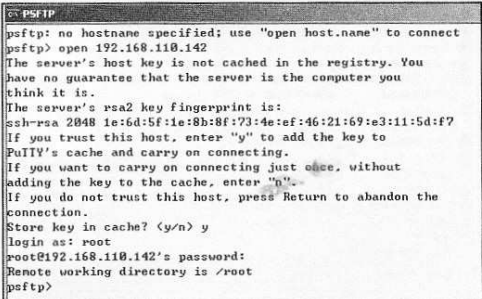 PSFTP
psftp: no hostname specified; use "open host.name" to connect
psftp> open 192.168.110.142
The server's host key is not cached in the registry. You
have no guarantee that the server is the computer you
think it is.
The server's rsa2 key fingerprint is:
ssh-rsa 2048 1e:6d:5f:1e:8b:8f:73:4e:ef:46:21:69:e3:11:5d:f7
If you trust this host, enter "y" to add the key to
PuTTY's cache and carry on connecting.
If you want to carry on connecting just once, without
adding the key to the cache, enter "n".
If you do not trust this host, press Return to abandon the
connection.
Store key in cache? (y/n) y
login as: root
root@192.168.110.142's password:
Remote working directory is /root
psftp>